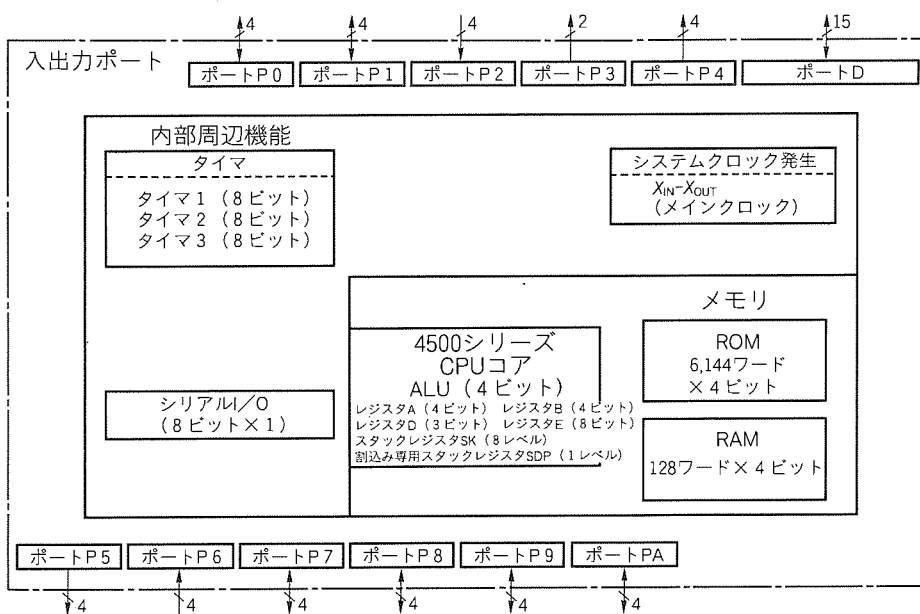 4 4 4 2 4 15
入出力ポート
ポートP0 ポートP1 ポートP2 ポートP3 ポートP4 ポートD
内部周辺機能
タイマ
タイマ1（8ビット）
タイマ2（8ビット）
タイマ3（8ビット）
システムクロック発生
XIN-XOUT
（メインクロック）
シリアルI／O
（8ビット×1）
4500シリーズ
CPUコア
ALU（4ビット）
レジスタA（4ビット） レジスタB（4ビット）
レジスタD（3ビット） レジスタE（8ビット）
スタックレジスタSK（8レベル）
割込み専用スタックレジスタSDP（1レベル）
メモリ
ROM
6,144ワード
×4ビット
RAM
128ワード×4ビット
ポートP5 ポートP6 ポートP7 ポートP8 ポートP9 ポートPA
4 4 4 4 4 4